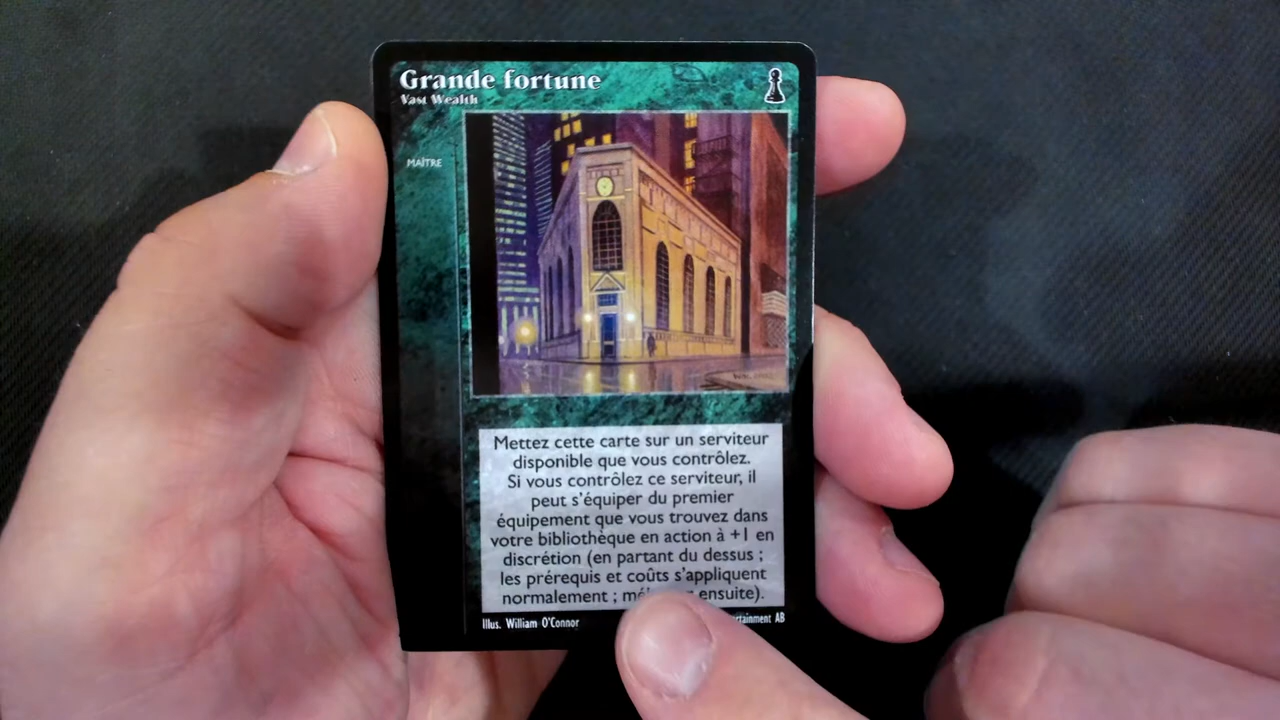 Grande fortune
Vast Wealth
MAÎTRE
Mettez cette carte sur un serviteur
disponible que vous contrôlez.
Si vous contrôlez ce serviteur, il
peut s'équiper du premier
équipement que vous trouvez dans
votre bibliothèque en action à +1 en
discrétion (en partant du dessus ;
les prérequis et coûts s'appliquent
normalement ; ensuite).
Illus. William O'Connor
AB